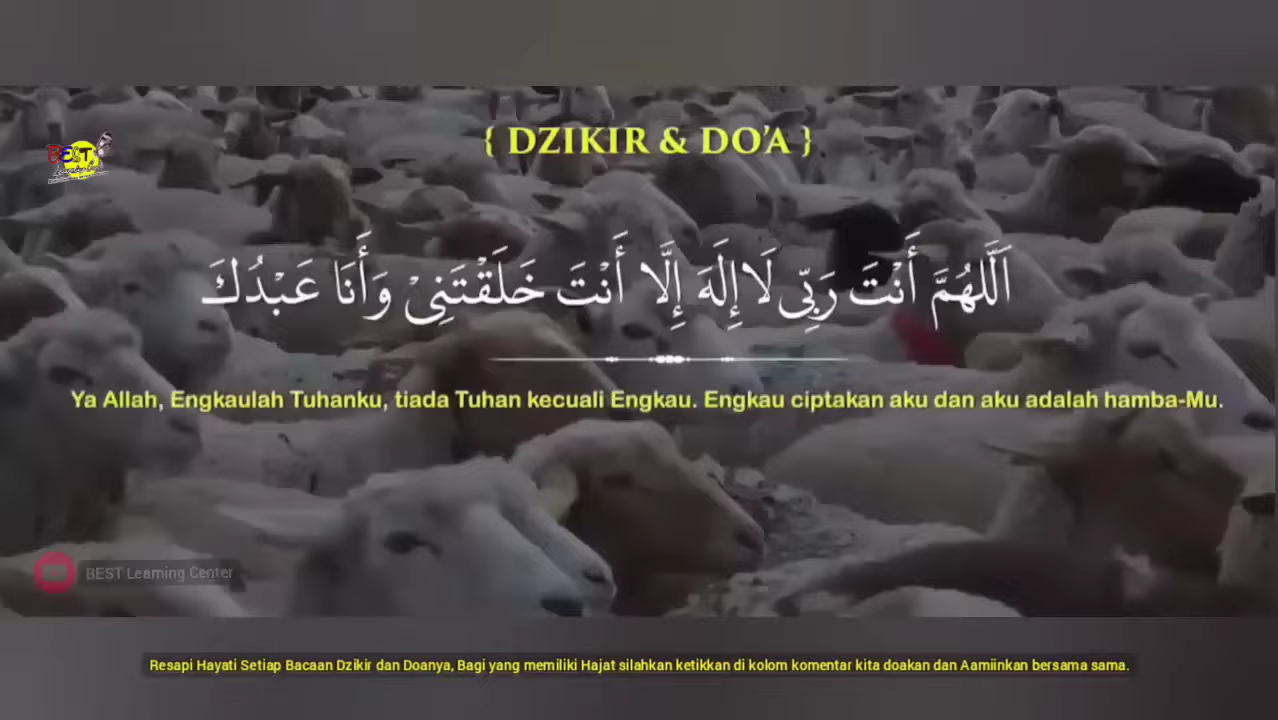 { DZIKIR & DO'A }
BEST
اَللَّهُمَّ أَنْتَ رَبِّى لَا إِلَهَ إِلَّا أَنْتَ خَلَقْتَنِىْ وَأَنَا عَبْدُكَ
Ya Allah, Engkaulah Tuhanku, tiada Tuhan kecuali Engkau. Engkau ciptakan aku dan aku adalah hamba-Mu.
BEST Learning Center
Resapi Hayati Setiap Bacaan Dzikir dan Doanya, Bagi yang memiliki Hajat silahkan ketikkan di kolom komentar kita doakan dan Aamiinkan bersama sama.